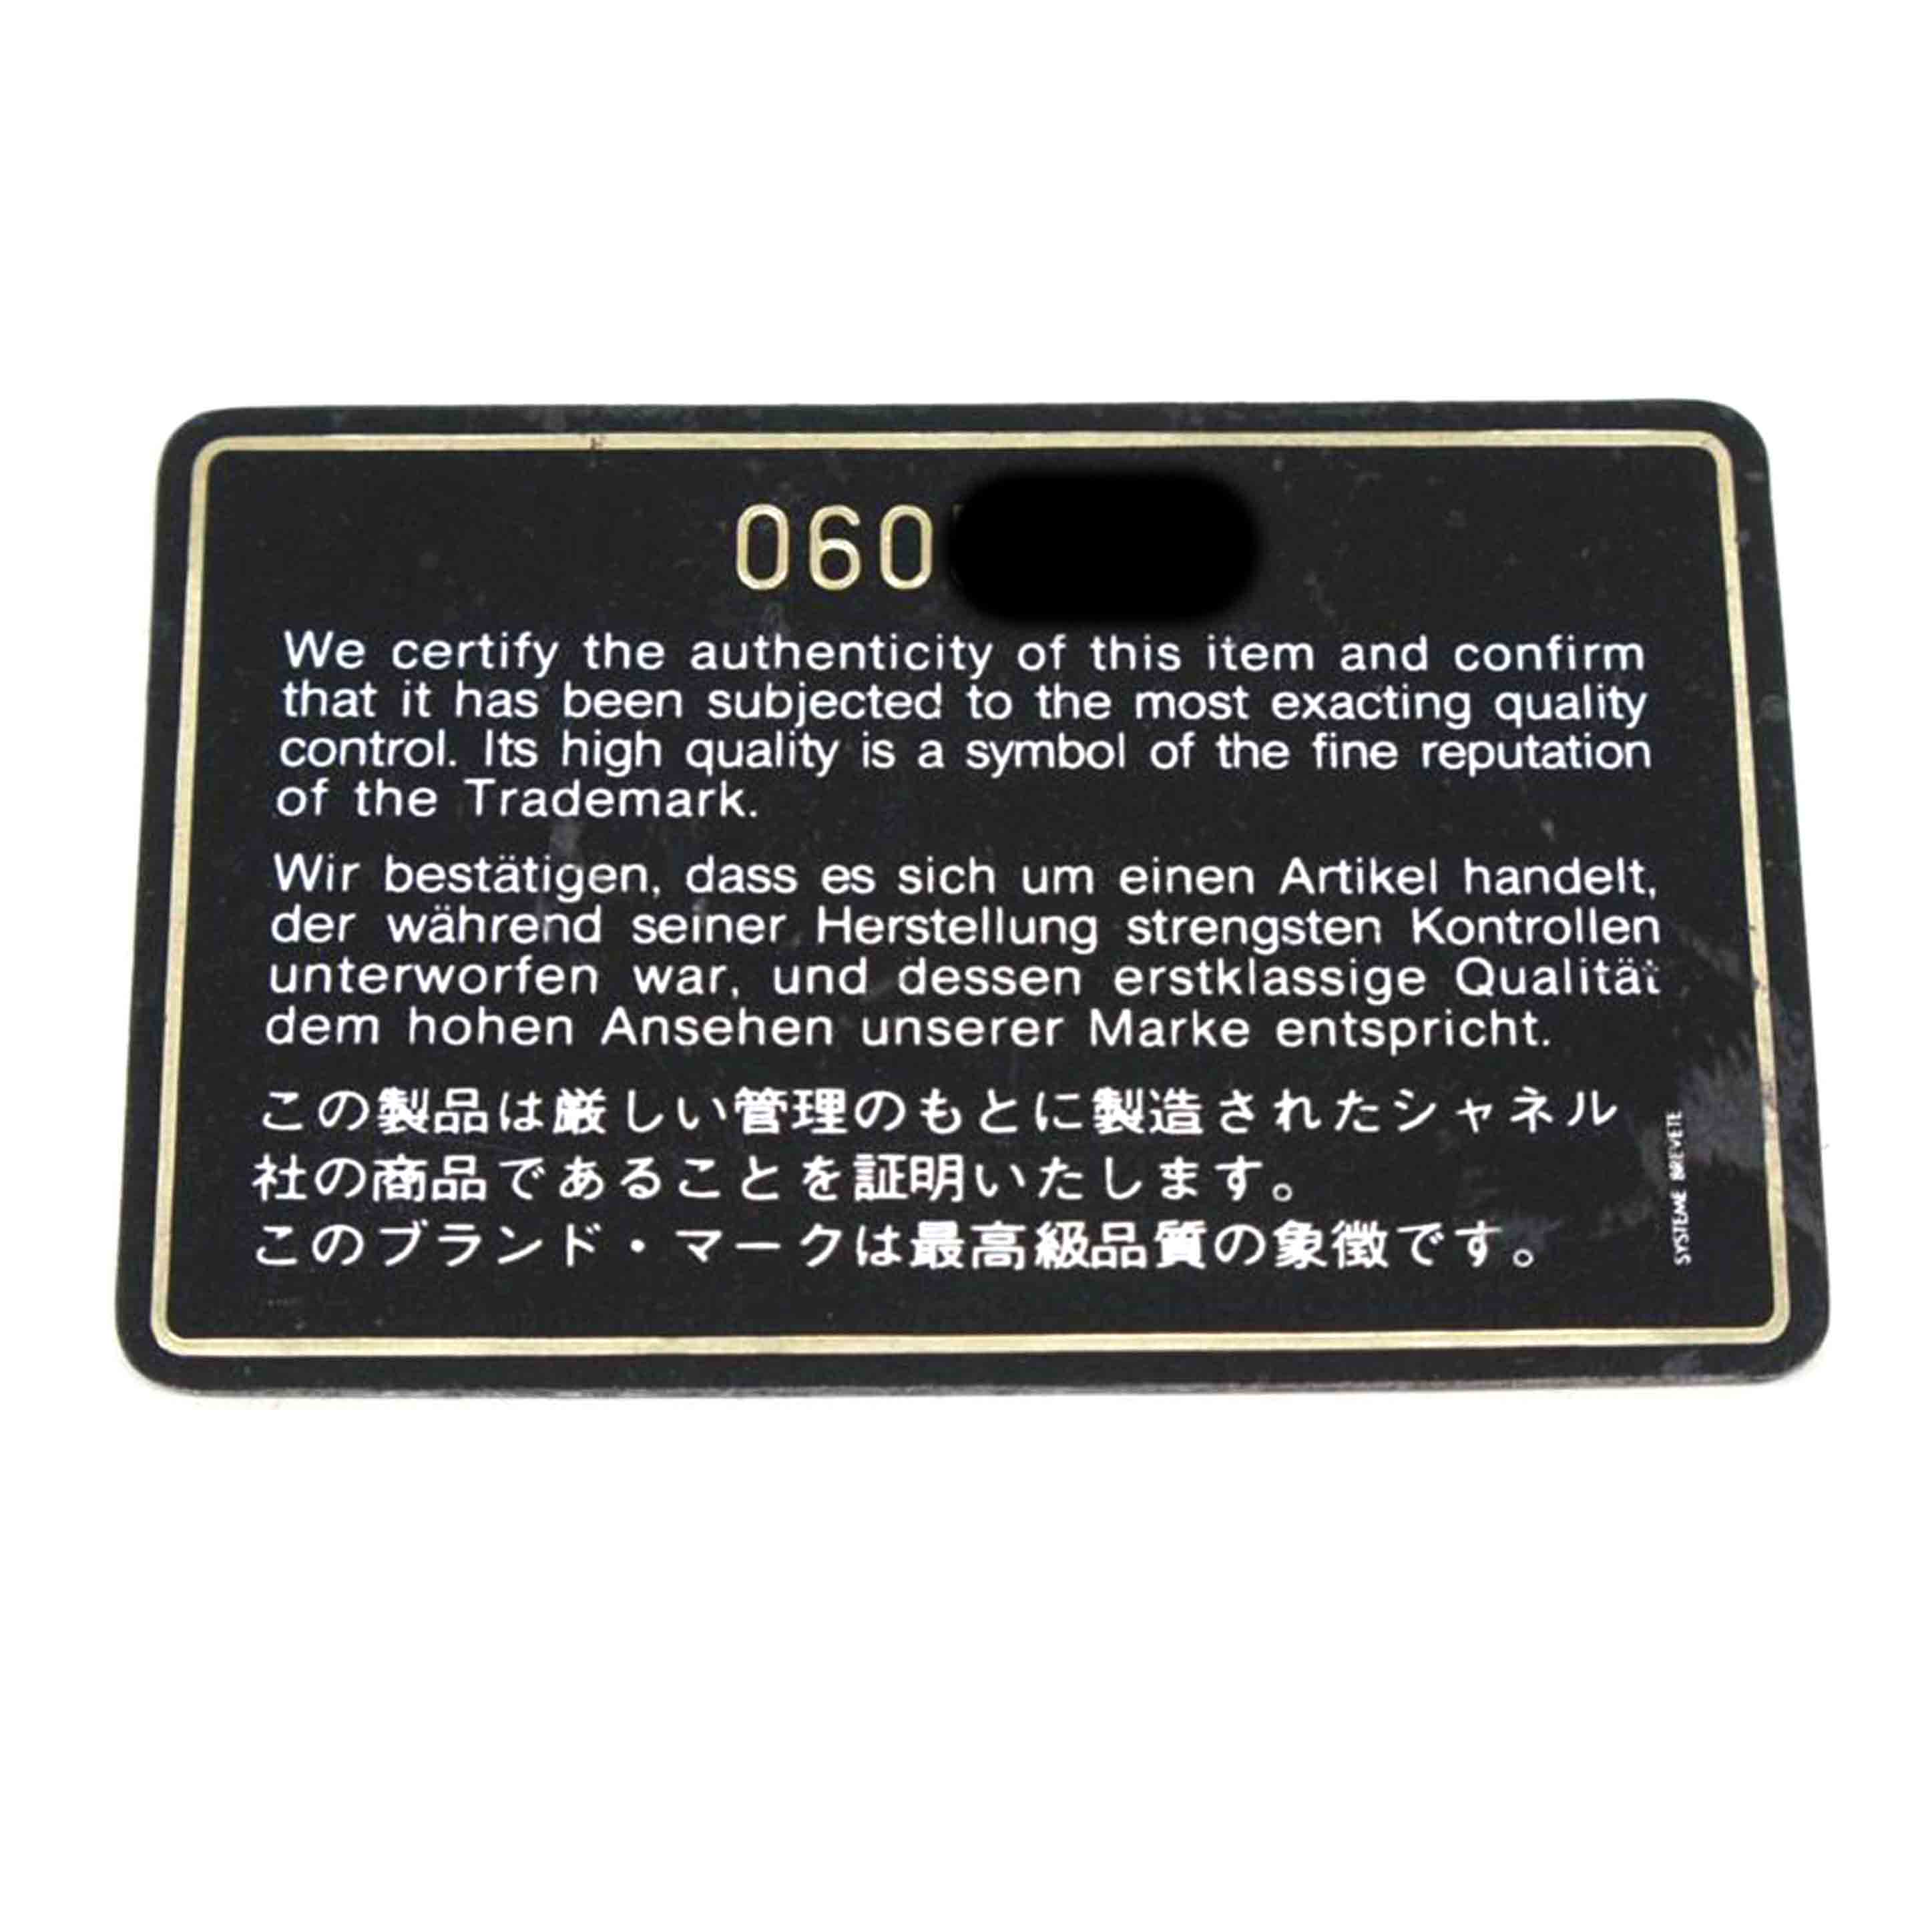 060
We certify the authenticity of this item and confirm
that it has been subjected to the most exacting quality
control. Its high quality is a symbol of the fine reputation
of the Trademark.
Wir bestätigen, dass es sich um einen Artikel handelt,
der während seiner Herstellung strengsten Kontrollen
unterworfen war, und dessen erstklassige Qualität
dem hohen Ansehen unserer Marke entspricht.
この製品は厳しい管理のもとに製造されたシャネル
社の商品であることを証明いたします。
このブランド・マークは最高級品質の象徴です。
SYSTEME BREVETE